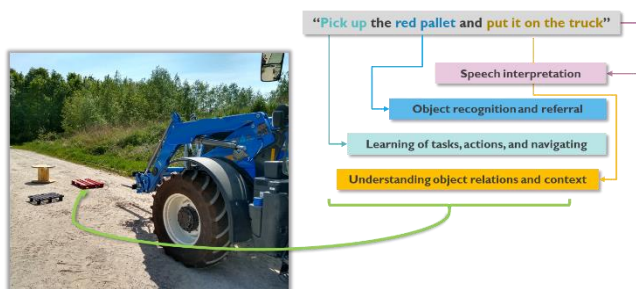 “Pick up the red pallet and put it on the truck”
Speech interpretation
Object recognition and referral
Learning of tasks, actions, and navigating
Understanding object relations and context